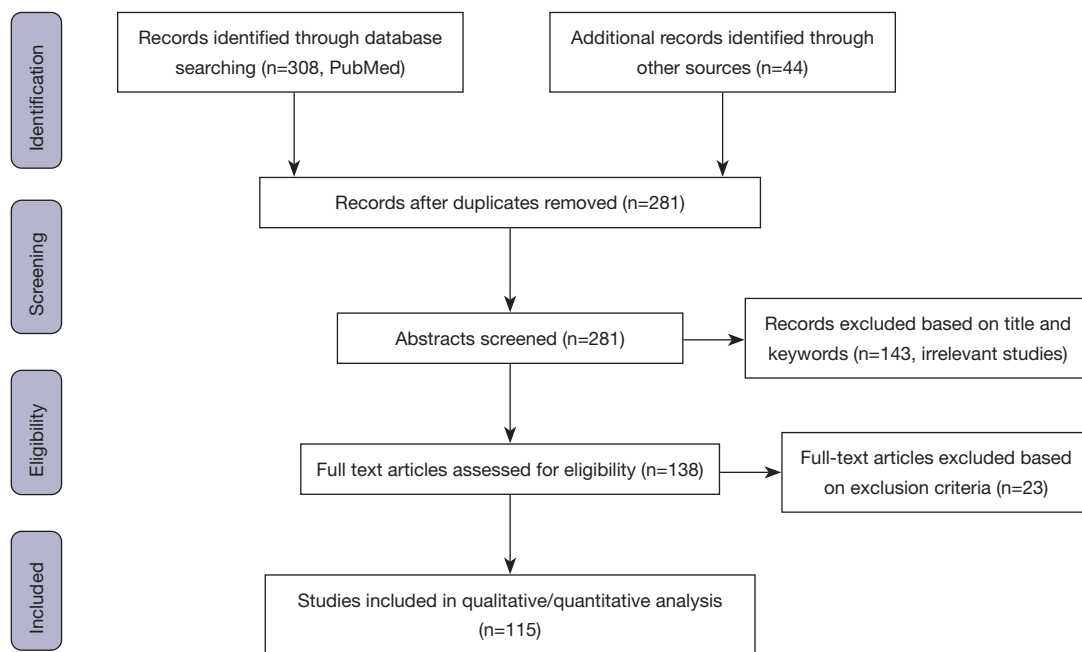 Identification
Records identified through database
searching (n=308, PubMed)
Additional records identified through
other sources (n=44)
Records after duplicates removed (n=281)
Screening
Abstracts screened (n=281)
Records excluded based on title and
keywords (n=143, irrelevant studies)
Eligibility
Full text articles assessed for eligibility (n=138)
Full-text articles excluded based
on exclusion criteria (n=23)
Included
Studies included in qualitative/quantitative analysis
(n=115)